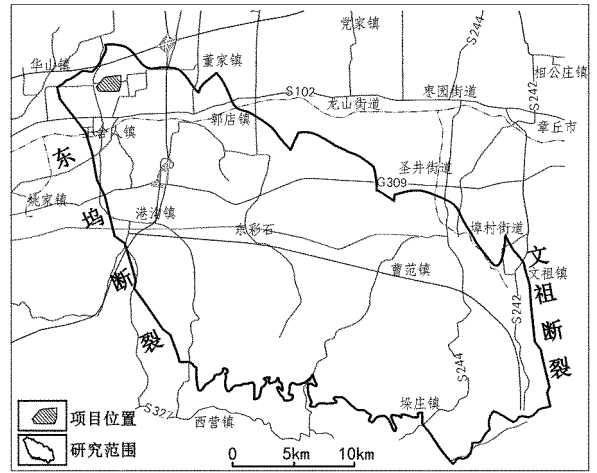 党家镇
S244
华山镇
董家镇
相公庄镇
S242
S102
枣园街道
龙山街道
郭店镇
章丘市
王舍人镇
圣井街道
G309
姚家镇
港沟镇
东彩石
埠村街道
曹范镇
文祖镇
S242
东坞断裂
文祖断裂
S244
垛庄镇
S327
西营镇
项目位置
研究范围
0 5km 10km